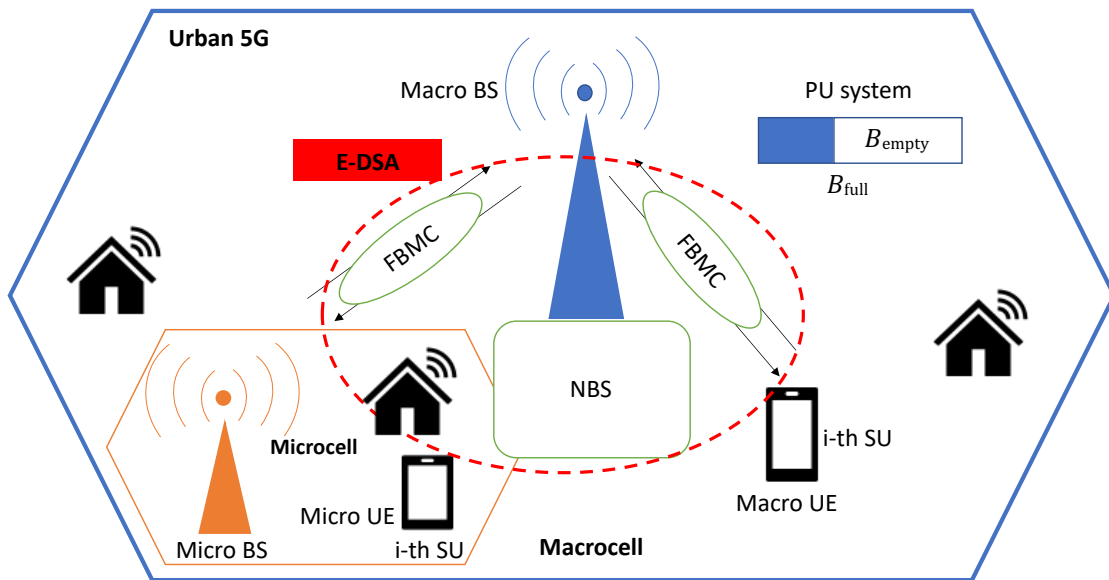 Urban 5G
Macro BS
PU system
B_empty
B_full
E-DSA
FBMC
FBMC
NBS
i-th SU
Macro UE
Microcell
Micro UE
i-th SU
Micro BS
Macrocell